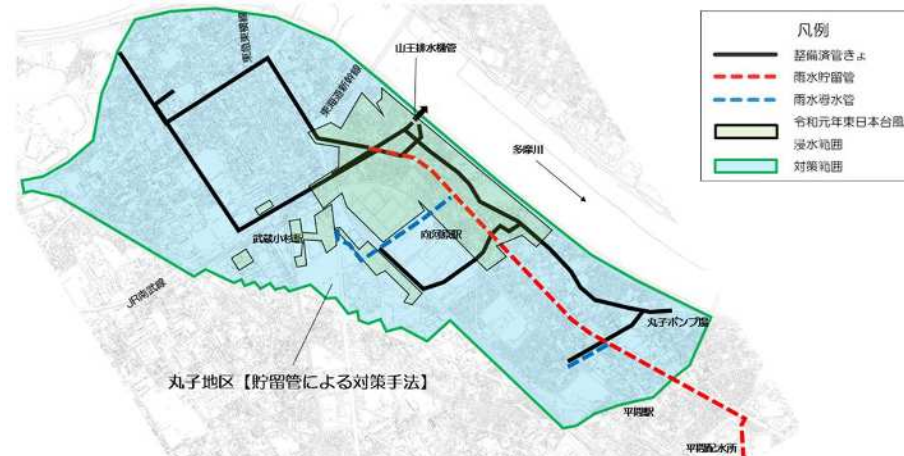 東急東横線
東海道新幹線
山王排水樋管
多摩川
武蔵小杉駅
向河原駅
JR南武線
丸子ポンプ場
丸子地区【貯留管による対策手法】
平間駅
平間配水所
凡例
整備済管きょ
雨水貯留管
雨水導水管
令和元年東日本台風
浸水範囲
対策範囲